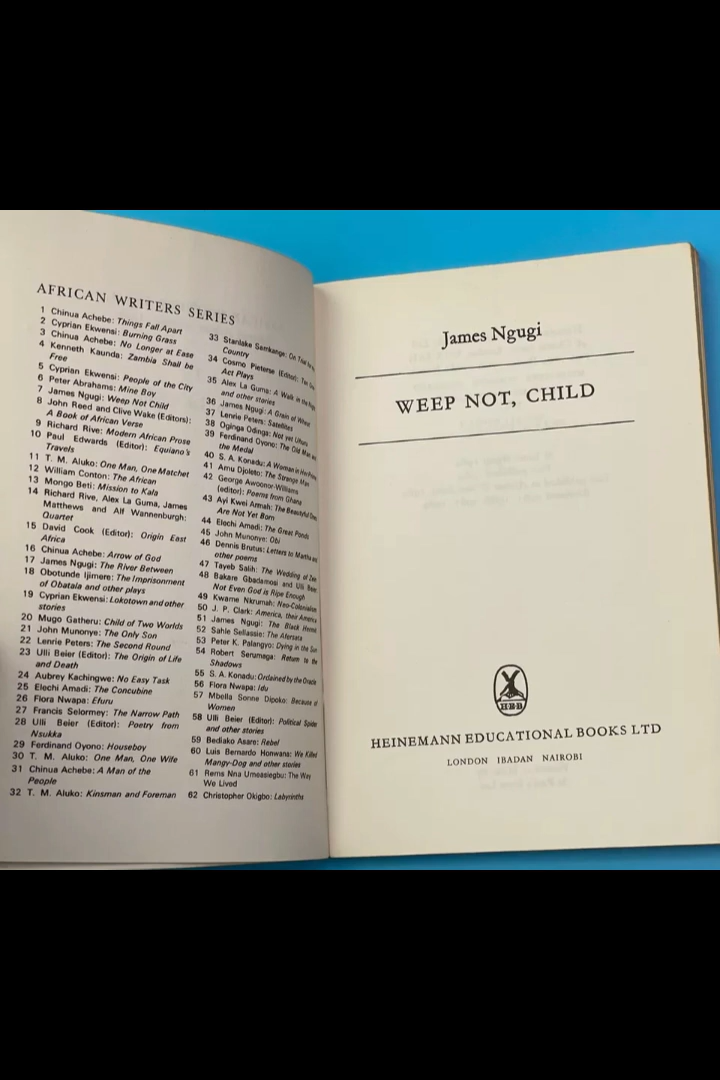 AFRICAN WRITERS SERIES
1 Chinua Achebe: Things Fall Apart
2 Cyprian Ekwensi: Burning Grass
3 Chinua Achebe: No Longer at Ease
4 Kenneth Kaunda: Zambia Shall be
Free
5 Cyprian Ekwensi: People of the City
6 Peter Abrahams: Mine Boy
7 James Ngugi: Weep Not Child
8 John Reed and Clive Wake (Editors):
A Book of African Verse
9 Richard Rive: Modern African Prose
10 Paul Edwards (Editor): Equiano's
Travels
11 T. M. Aluko: One Man, One Matchet
12 William Conton: The African
13 Mongo Beti: Mission to Kala
14 Richard Rive, Alex La Guma, James
Matthews and Alf Wannenburgh:
Quartet
15 David Cook (Editor): Origin East
Africa
16 Chinua Achebe: Arrow of God
17 James Ngugi: The River Between
18 Obotunde Ijimere: The Imprisonment
of Obatala and other plays
19 Cyprian Ekwensi: Lokotown and other
stories
20 Mugo Gatheru: Child of Two Worlds
21 John Munonye: The Only Son
22 Lenrie Peters: The Second Round
23 Ulli Beier (Editor): The Origin of Life
and Death
24 Aubrey Kachingwe: No Easy Task
25 Elechi Amadi: The Concubine
26 Flora Nwapa: Efuru
27 Francis Selormey: The Narrow Path
28 Ulli Beier (Editor): Poetry from
Nsukka
29 Ferdinand Oyono: Houseboy
30 T. M. Aluko: One Man, One Wife
31 Chinua Achebe: A Man of the
People
32 T. M. Aluko: Kinsman and Foreman
33 Stanlake Samkange: On Trial for
Country
34 Cosmo Pieterse (Editor): Ten One
Act Plays
35 Alex La Guma: A Walk in the Night
and other stories
36 James Ngugi: A Grain of Wheat
37 Lenrie Peters: Satellites
38 Oginga Odinga: Not yet Uhuru
39 Ferdinand Oyono: The Old Man and
the Medal
40 S. A. Konadu: A Woman in Her Prime
41 Amu Djoleto: The Strange Man
42 George Awoonor-Williams
(editor): Poems from Ghana
43 Ayi Kwei Armah: The Beautyful Ones
Are Not Yet Born
44 Elechi Amadi: The Great Ponds
45 John Munonye: Obi
46 Dennis Brutus: Letters to Martha and
other poems
47 Tayeb Salih: The Wedding of Zein
48 Bakare Gbadamosi and Ulli Beier:
Not Even God is Ripe Enough
49 Kwame Nkrumah: Neo-Colonialism
50 J. P. Clark: America, their America
51 James Ngugi: The Black Hermit
52 Sahle Sellassie: The Afersata
53 Peter K. Palangyo: Dying in the Sun
54 Robert Serumaga: Return to the
Shadows
55 S. A. Konadu: Ordained by the Oracle
56 Flora Nwapa: Idu
57 Mbella Sonne Dipoko: Because of
Women
58 Ulli Beier (Editor): Political Spider
and other stories
59 Bediako Asare: Rebel
60 Luis Bernardo Honwana: We Killed
Mangy-Dog and other stories
61 Rems Nna Umeasiegbu: The Way
We Lived
62 Christopher Okigbo: Labyrinths
James Ngugi
WEEP NOT, CHILD
H·E·B
HEINEMANN EDUCATIONAL BOOKS LTD
LONDON IBADAN NAIROBI